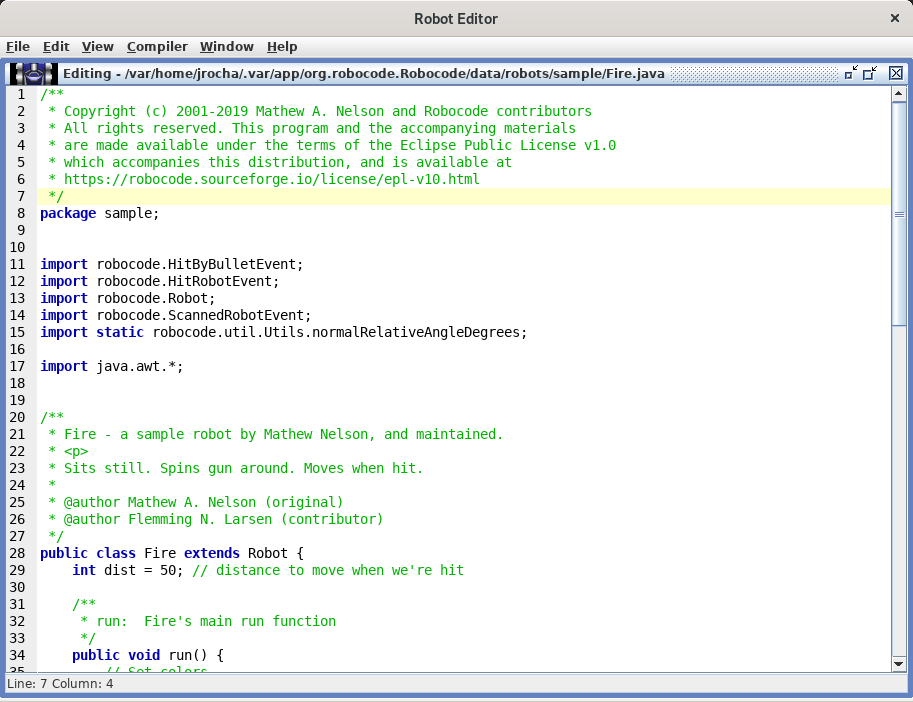 Robot Editor
File Edit View Compiler Window Help
Editing - /var/home/jrocha/.var/app/org.robocode.Robocode/data/robots/sample/Fire.java
1 /**
2  * Copyright (c) 2001-2019 Mathew A. Nelson and Robocode contributors
3  * All rights reserved. This program and the accompanying materials
4  * are made available under the terms of the Eclipse Public License v1.0
5  * which accompanies this distribution, and is available at
6  * https://robocode.sourceforge.io/license/epl-v10.html
7  */
8 package sample;
9
10
11 import robocode.HitByBulletEvent;
12 import robocode.HitRobotEvent;
13 import robocode.Robot;
14 import robocode.ScannedRobotEvent;
15 import static robocode.util.Utils.normalRelativeAngleDegrees;
16
17 import java.awt.*;
18
19
20 /**
21  * Fire - a sample robot by Mathew Nelson, and maintained.
22  * <p>
23  * Sits still. Spins gun around. Moves when hit.
24  *
25  * @author Mathew A. Nelson (original)
26  * @author Flemming N. Larsen (contributor)
27  */
28 public class Fire extends Robot {
29     int dist = 50; // distance to move when we're hit
30
31     /**
32      * run:  Fire's main run function
33      */
34     public void run() {
35         // Set colors
Line: 7 Column: 4